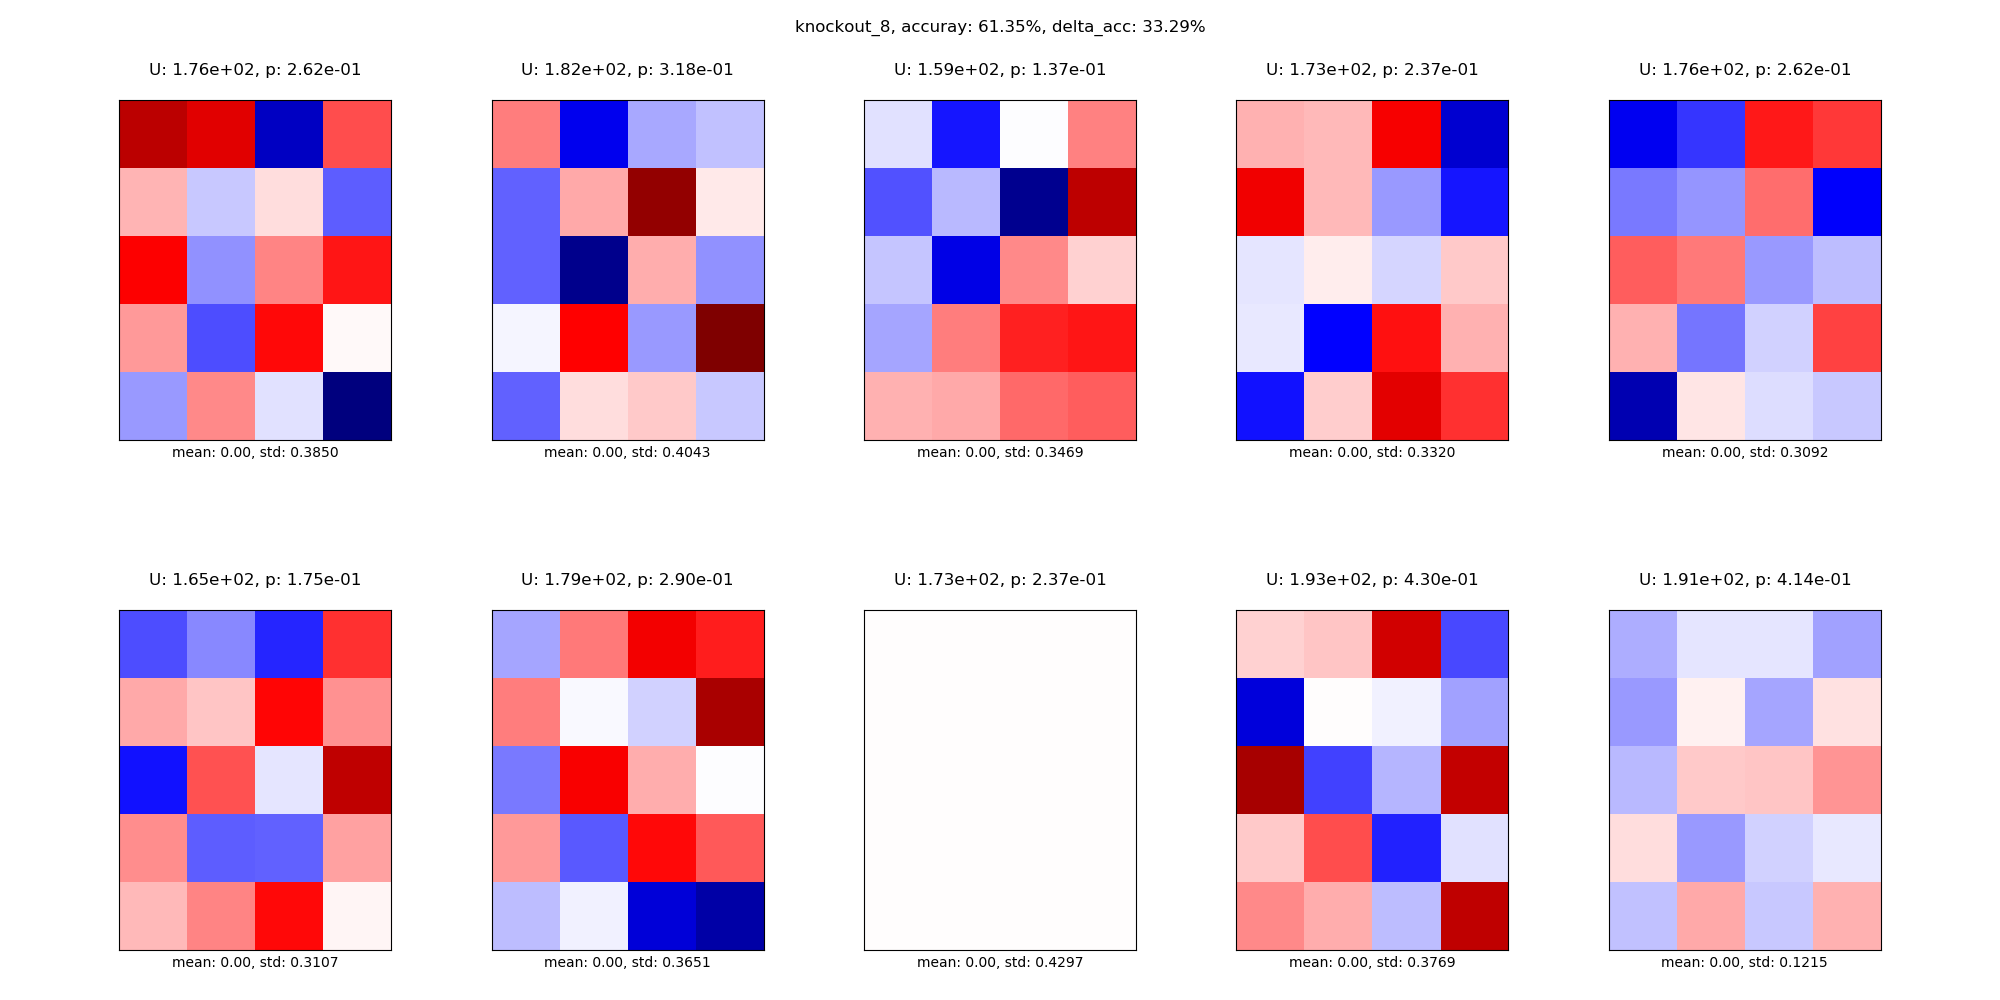 knockout_8, accuray: 61.35%, delta_acc: 33.29%
U: 1.76e+02, p: 2.62e-01
U: 1.82e+02, p: 3.18e-01
U: 1.59e+02, p: 1.37e-01
U: 1.73e+02, p: 2.37e-01
U: 1.76e+02, p: 2.62e-01
mean: 0.00, std: 0.3850
mean: 0.00, std: 0.4043
mean: 0.00, std: 0.3469
mean: 0.00, std: 0.3320
mean: 0.00, std: 0.3092
U: 1.65e+02, p: 1.75e-01
U: 1.79e+02, p: 2.90e-01
U: 1.73e+02, p: 2.37e-01
U: 1.93e+02, p: 4.30e-01
U: 1.91e+02, p: 4.14e-01
mean: 0.00, std: 0.3107
mean: 0.00, std: 0.3651
mean: 0.00, std: 0.4297
mean: 0.00, std: 0.3769
mean: 0.00, std: 0.1215